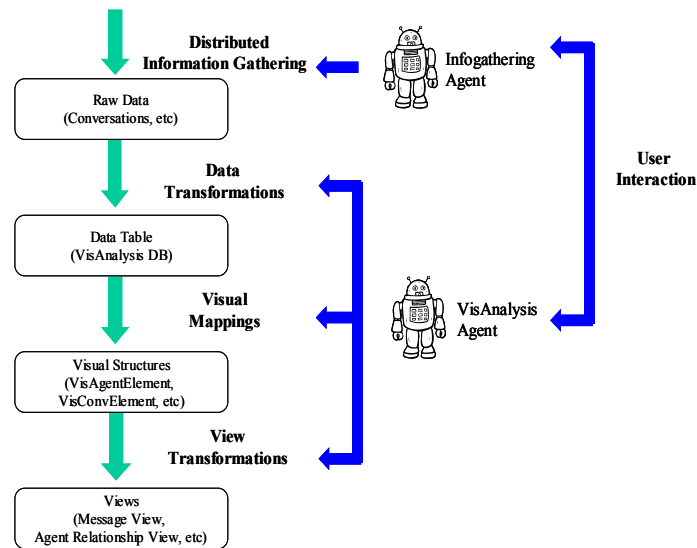 Distributed
Information Gathering
Infogathering
Agent
Raw Data
(Conversations, etc)
User
Interaction
Data
Transformations
Data Table
(VisAnalysis DB)
Visual
Mappings
VisAnalysis
Agent
Visual Structures
(VisAgentElement,
VisConvElement, etc)
View
Transformations
Views
(Message View,
Agent Relationship View, etc)